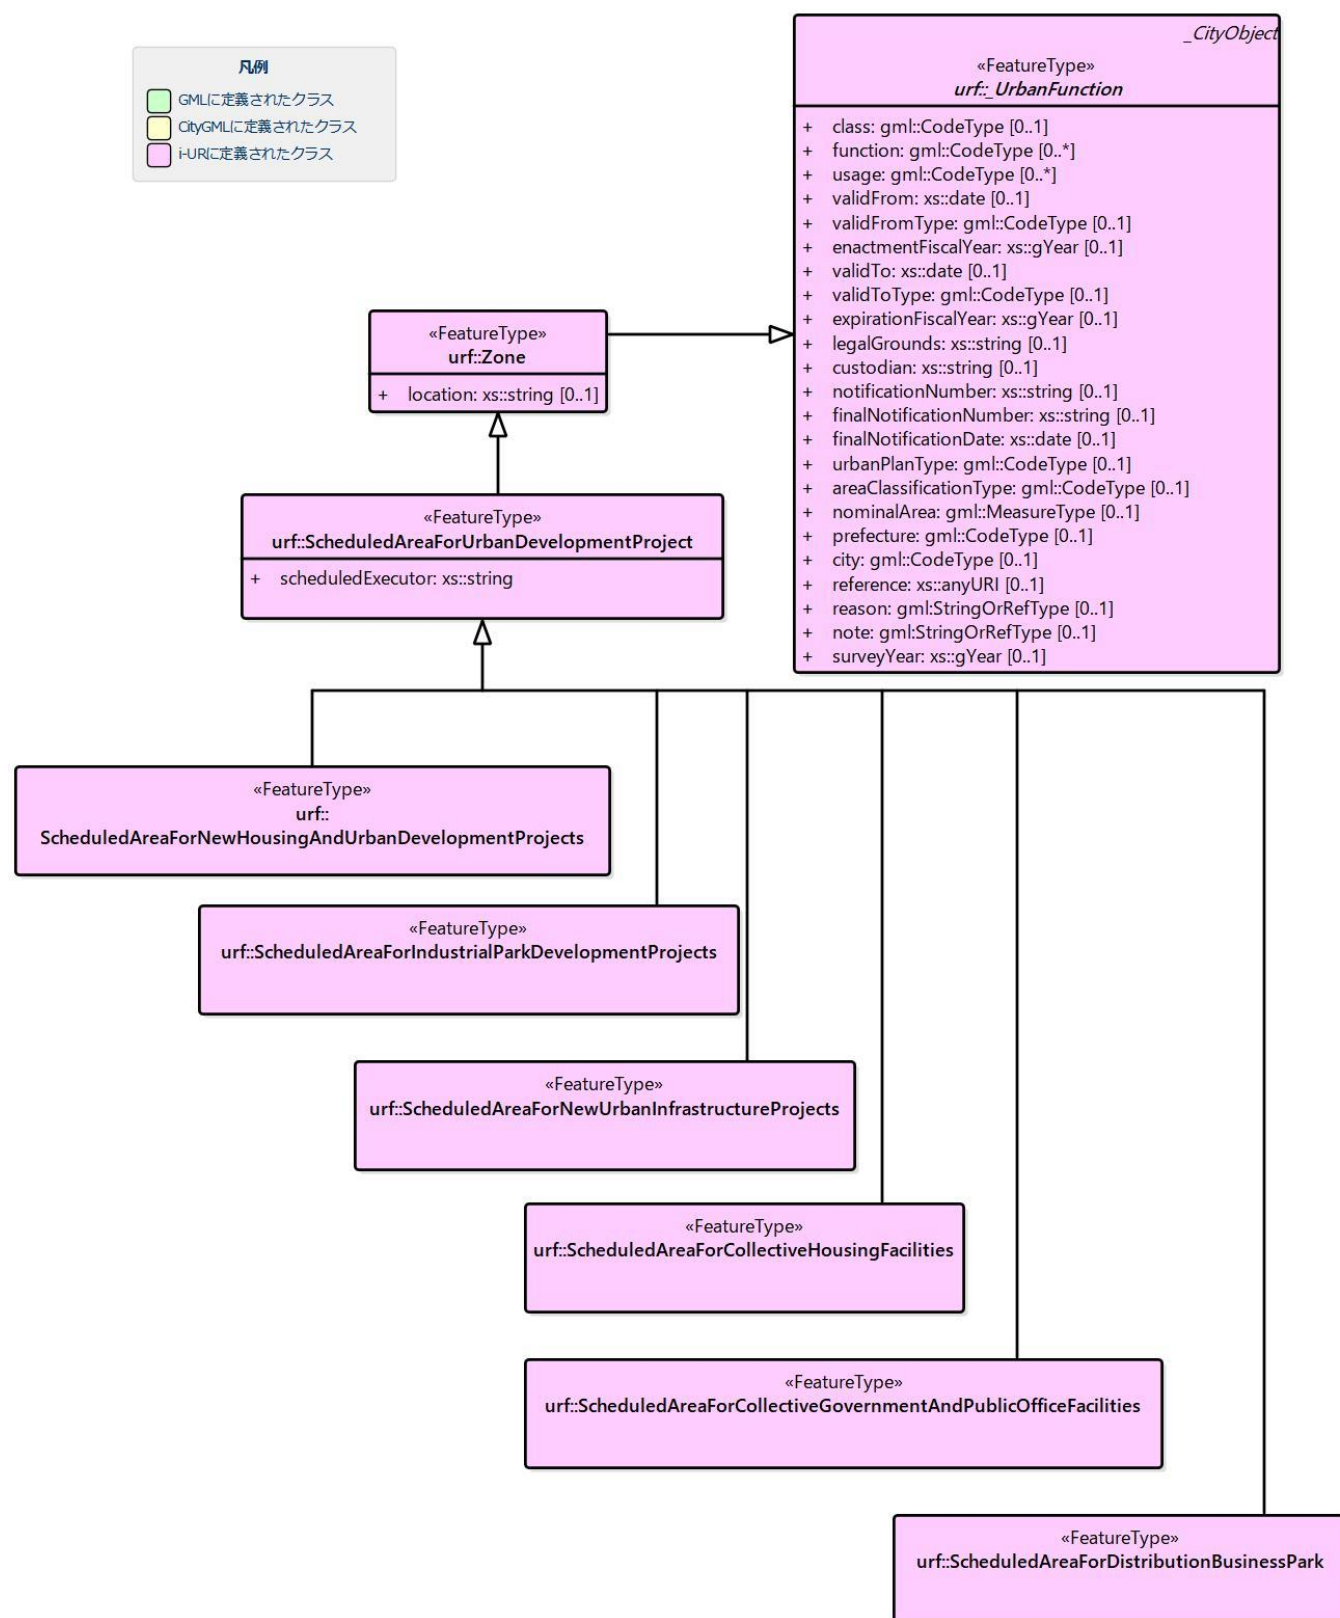 凡例
GMLに定義されたクラス
CityGMLに定義されたクラス
i-URに定義されたクラス
_CityObject
«FeatureType»
urf::_UrbanFunction
+ class: gml::CodeType [0..1]
+ function: gml::CodeType [0..*]
+ usage: gml::CodeType [0..*]
+ validFrom: xs::date [0..1]
+ validFromType: gml::CodeType [0..1]
+ enactmentFiscalYear: xs::gYear [0..1]
+ validTo: xs::date [0..1]
+ validToType: gml::CodeType [0..1]
+ expirationFiscalYear: xs::gYear [0..1]
+ legalGrounds: xs::string [0..1]
+ custodian: xs::string [0..1]
+ notificationNumber: xs::string [0..1]
+ finalNotificationNumber: xs::string [0..1]
+ finalNotificationDate: xs::date [0..1]
+ urbanPlanType: gml::CodeType [0..1]
+ areaClassificationType: gml::CodeType [0..1]
+ nominalArea: gml::MeasureType [0..1]
+ prefecture: gml::CodeType [0..1]
+ city: gml::CodeType [0..1]
+ reference: xs::anyURI [0..1]
+ reason: gml:StringOrRefType [0..1]
+ note: gml:StringOrRefType [0..1]
+ surveyYear: xs::gYear [0..1]
«FeatureType»
urf::Zone
+ location: xs::string [0..1]
«FeatureType»
urf::ScheduledAreaForUrbanDevelopmentProject
+ scheduledExecutor: xs::string
«FeatureType»
urf::
ScheduledAreaForNewHousingAndUrbanDevelopmentProjects
«FeatureType»
urf::ScheduledAreaForIndustrialParkDevelopmentProjects
«FeatureType»
urf::ScheduledAreaForNewUrbanInfrastructureProjects
«FeatureType»
urf::ScheduledAreaForCollectiveHousingFacilities
«FeatureType»
urf::ScheduledAreaForCollectiveGovernmentAndPublicOfficeFacilities
«FeatureType»
urf::ScheduledAreaForDistributionBusinessPark